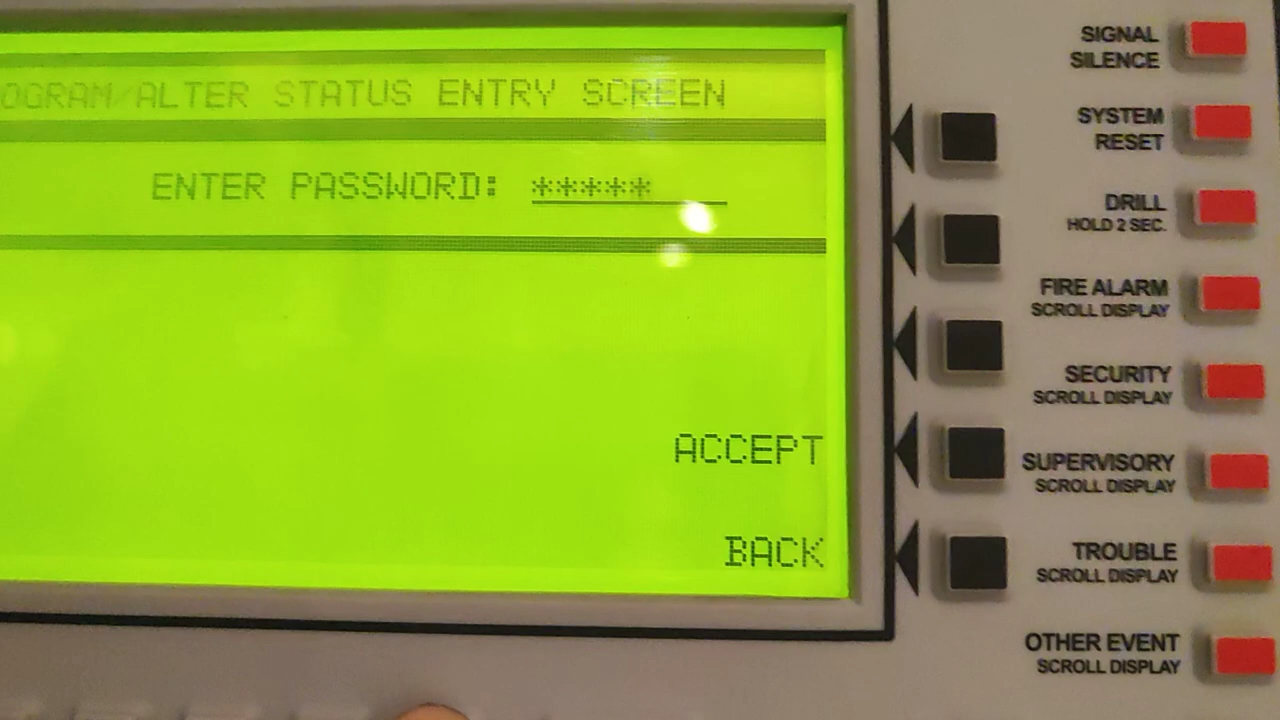 OGRAM/ALTER STATUS ENTRY SCREEN
ENTER PASSWORD: *****
ACCEPT
BACK
SIGNAL
SILENCE
SYSTEM
RESET
DRILL
HOLD 2 SEC.
FIRE ALARM
SCROLL DISPLAY
SECURITY
SCROLL DISPLAY
SUPERVISORY
SCROLL DISPLAY
TROUBLE
SCROLL DISPLAY
OTHER EVENT
SCROLL DISPLAY